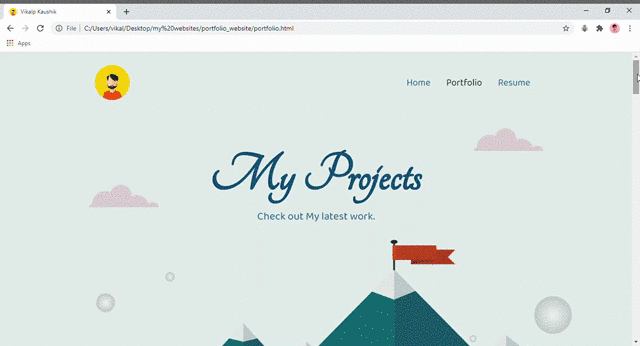 Vikalp Kaushik
File
C:/Users/vikal/Desktop/my%20websites/portfolio_website/portfolio.html
Apps
Home
Portfolio
Resume
My Projects
Check out My latest work.